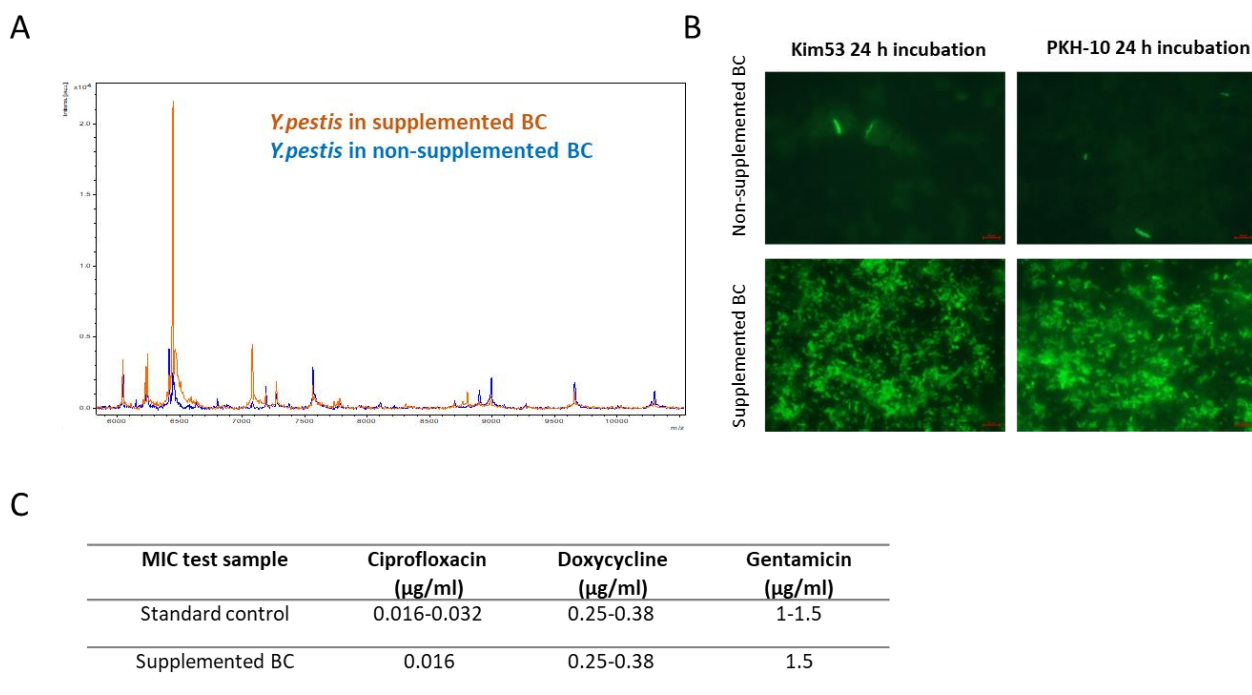 A
B
Kim53 24 h incubation
PKH-10 24 h incubation
Non-supplemented BC
Supplemented BC
Intens. [a.u.]
2.0
1.5
1.0
0.5
0.0
Y.pestis in supplemented BC
Y.pestis in non-supplemented BC
6000 6500 7000 7500 8000 8500 9000 9500 10000
m/z
C
MIC test sample Ciprofloxacin Doxycycline Gentamicin
(µg/ml) (µg/ml) (µg/ml)
Standard control 0.016-0.032 0.25-0.38 1-1.5
Supplemented BC 0.016 0.25-0.38 1.5